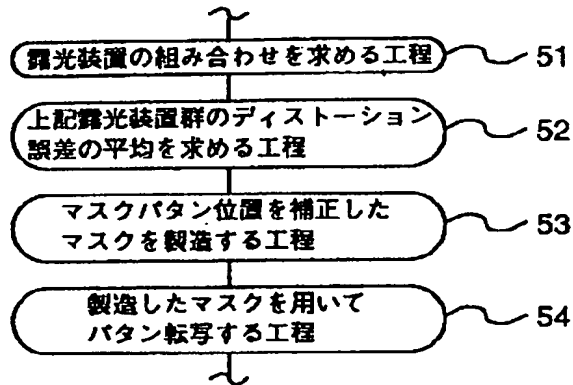 露光装置の組み合わせを求める工程
51
上記露光装置群のディストーション
誤差の平均を求める工程
52
マスクパタン位置を補正した
マスクを製造する工程
53
製造したマスクを用いて
パタン転写する工程
54